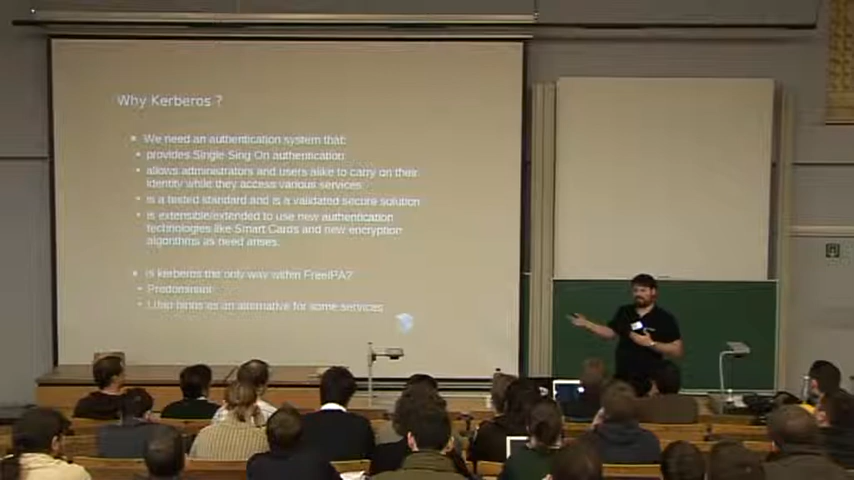 Why Kerberos ?
We need an authentication system that:
provides Single Sing On authentication
allows administrators and users alike to carry on their
identity while they access various services
is a tested standard and is a validated secure solution
is extensible/extended to use new authentication
technologies like Smart Cards and new encryption
algorithms as need arises.
is kerberos the only way within FreeIPA?
Predominant
LDAP binds as an alternative for some services